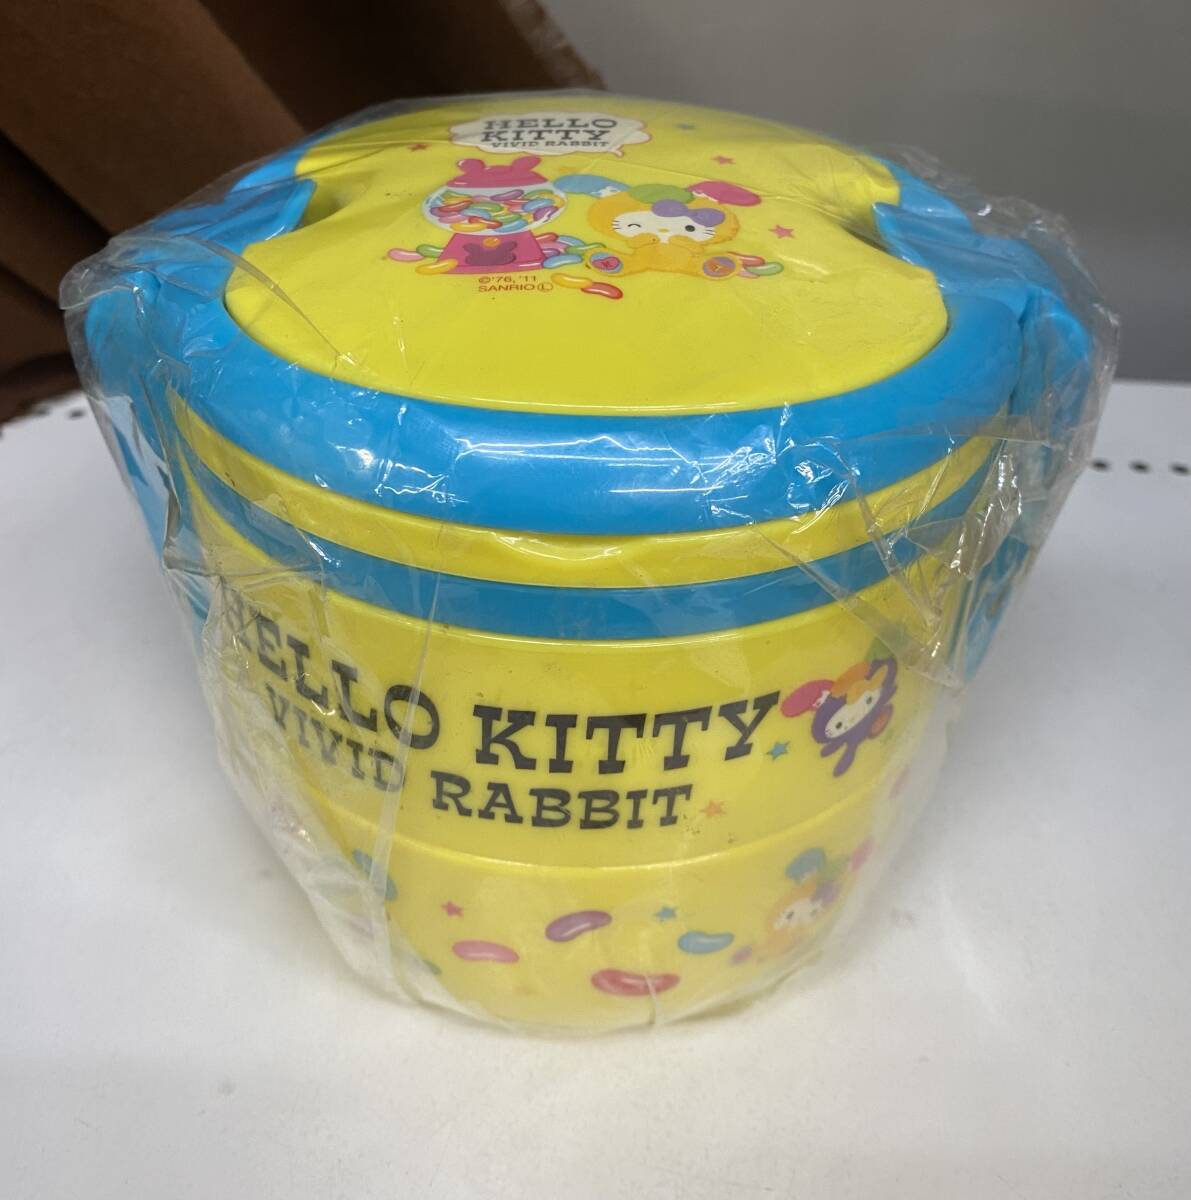 HELLO
KITTY
VIVID RABBIT
©'76, '11
SANRIO Ⓛ
HELLO KITTY
VIVID RABBIT